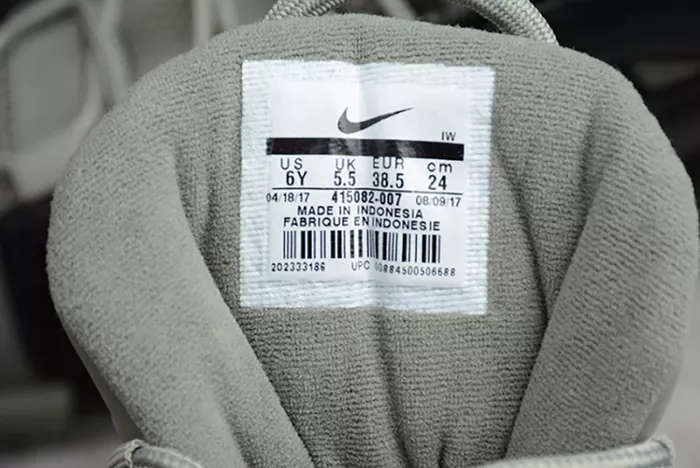 IW
US UK EUR cm
6Y 5.5 38.5 24
04/18/17 415082-007 08/09/17
MADE IN INDONESIA
FABRIQUE EN INDONESIE
202333186 UPC 00884500506688